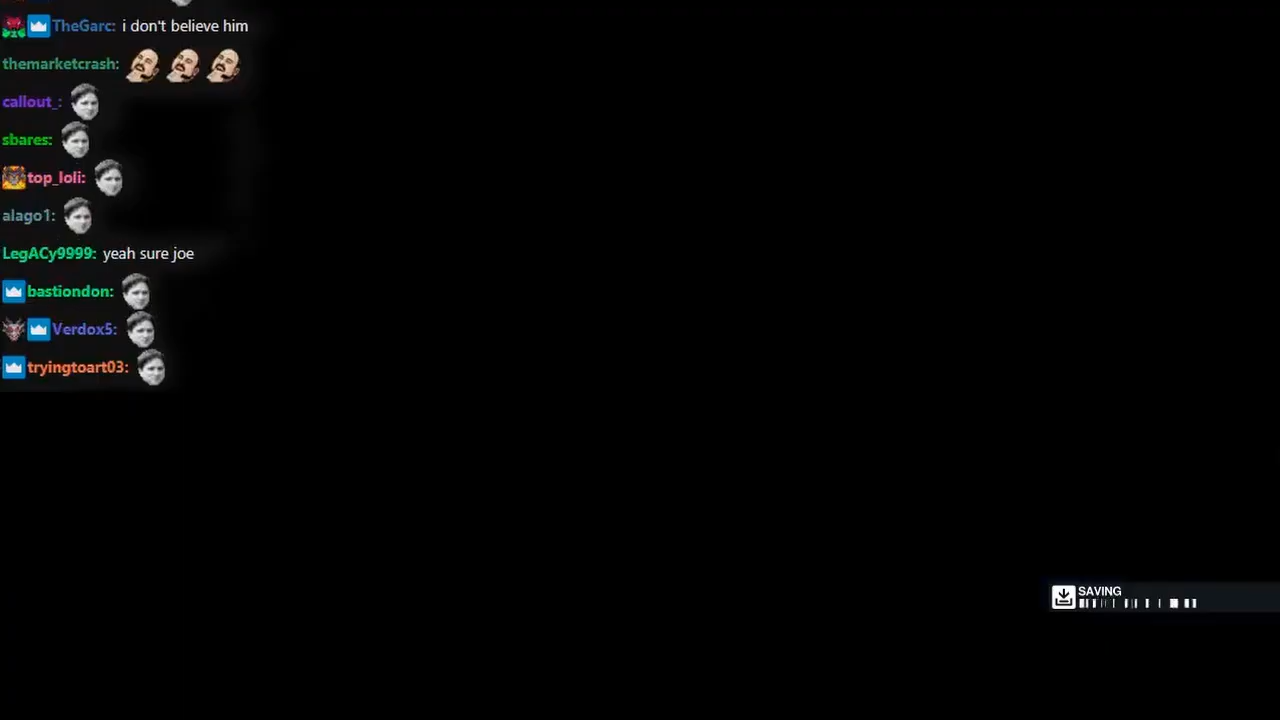 TheGarc: i don't believe him
themarketcrash:
callout_:
sbares:
top_loli:
alago1:
LegACy9999: yeah sure joe
bastiondon:
Verdox5:
tryingtoart03:
SAVING